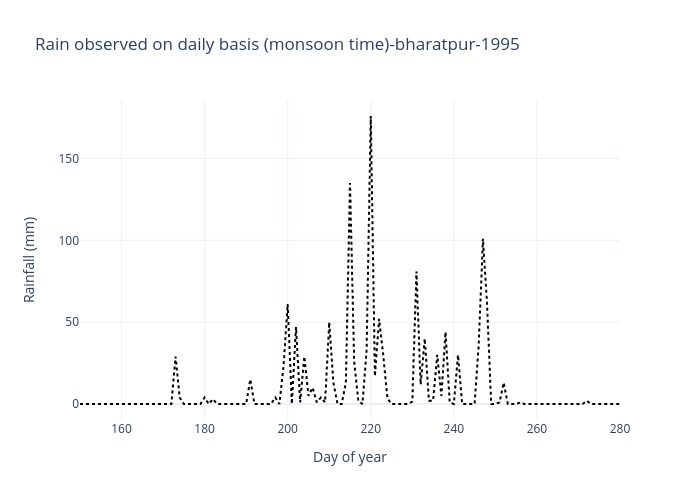 Rain observed on daily basis (monsoon time)-bharatpur-1995
Rainfall (mm)
150
100
50
0
160 180 200 220 240 260 280
Day of year